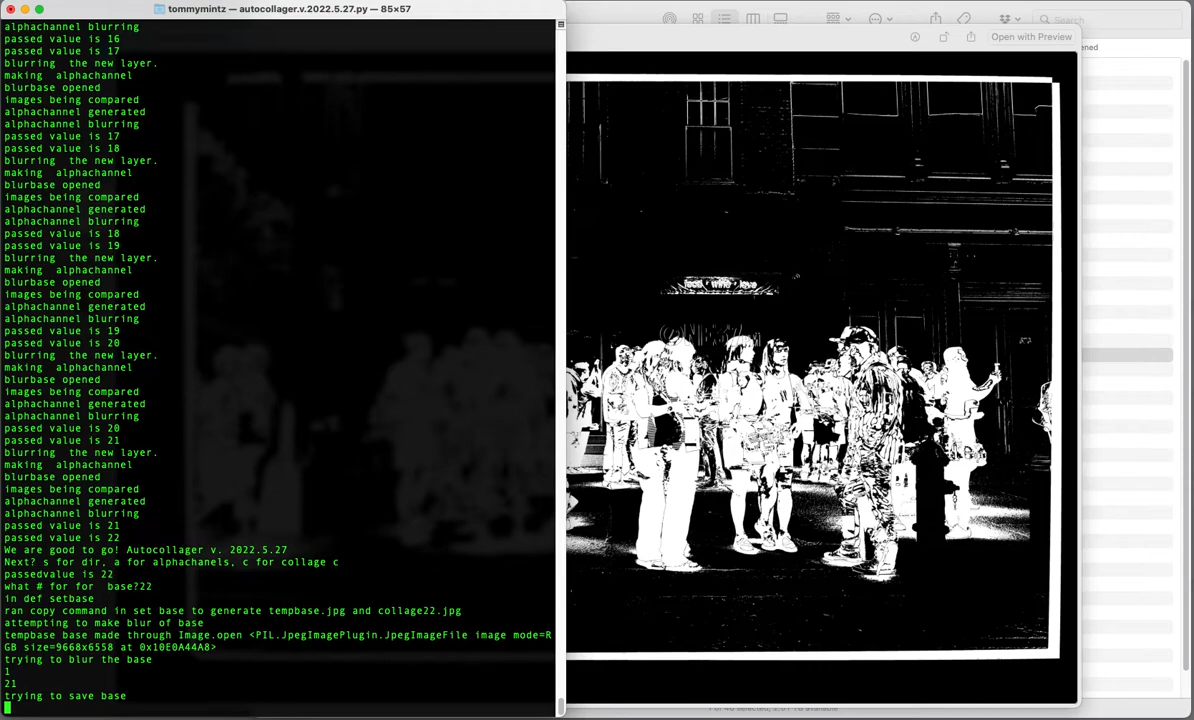 tommymintz — autocollager.v.2022.5.27.py — 85×57
alphachannel blurring
passed value is 16
passed value is 17
blurring  the new layer.
making  alphachannel
blurbase opened
images being compared
alphachannel generated
alphachannel blurring
passed value is 17
passed value is 18
blurring  the new layer.
making  alphachannel
blurbase opened
images being compared
alphachannel generated
alphachannel blurring
passed value is 18
passed value is 19
blurring  the new layer.
making  alphachannel
blurbase opened
images being compared
alphachannel generated
alphachannel blurring
passed value is 19
passed value is 20
blurring  the new layer.
making  alphachannel
blurbase opened
images being compared
alphachannel generated
alphachannel blurring
passed value is 20
passed value is 21
blurring  the new layer.
making  alphachannel
blurbase opened
images being compared
alphachannel generated
alphachannel blurring
passed value is 21
passed value is 22
We are good to go! Autocollager v. 2022.5.27
Next? s for dir, a for alphachanels, c for collage c
passedvalue is 22
what # for for  base?22
in def setbase
ran copy command in set base to generate tempbase.jpg and collage22.jpg
attempting to make blur of base
tempbase base made through Image.open <PIL.JpegImagePlugin.JpegImageFile image mode=R
GB size=9668x6558 at 0x10E0A44A8>
trying to blur the base
1
21
trying to save base
Search
Open with Preview
ened
food • wine • love